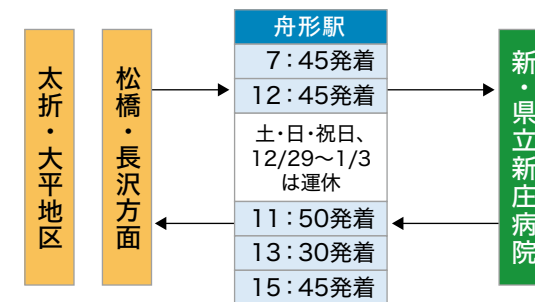 太折・大平地区
松橋・長沢方面
舟形駅
7：45発着
12：45発着
土・日・祝日、
12/29～1/3
は運休
11：50発着
13：30発着
15：45発着
新・県立新庄病院